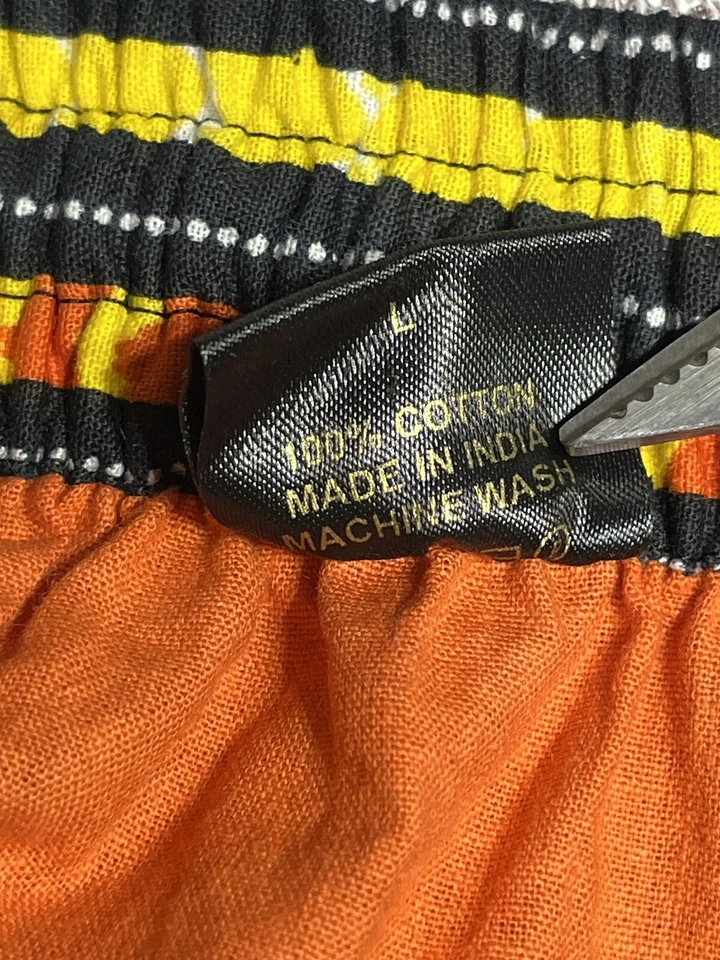 L
100% COTTON
MADE IN INDIA
MACHINE WASH